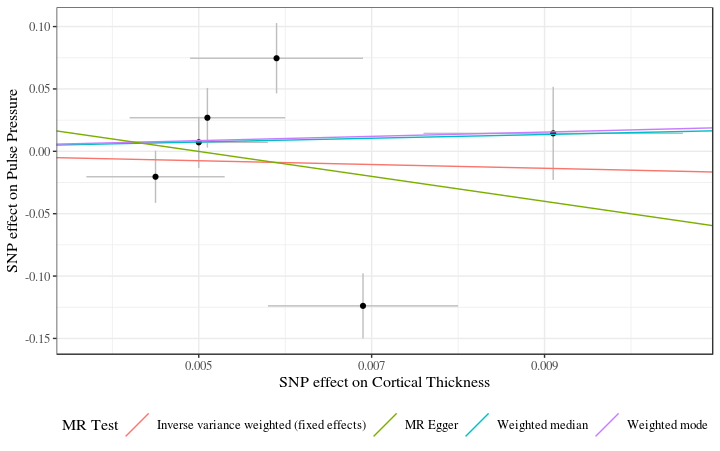 0.10
0.05
0.00
-0.05
-0.10
-0.15
SNP effect on Pulse Pressure
0.005 0.007 0.009
SNP effect on Cortical Thickness
MR Test Inverse variance weighted (fixed effects) MR Egger Weighted median Weighted mode